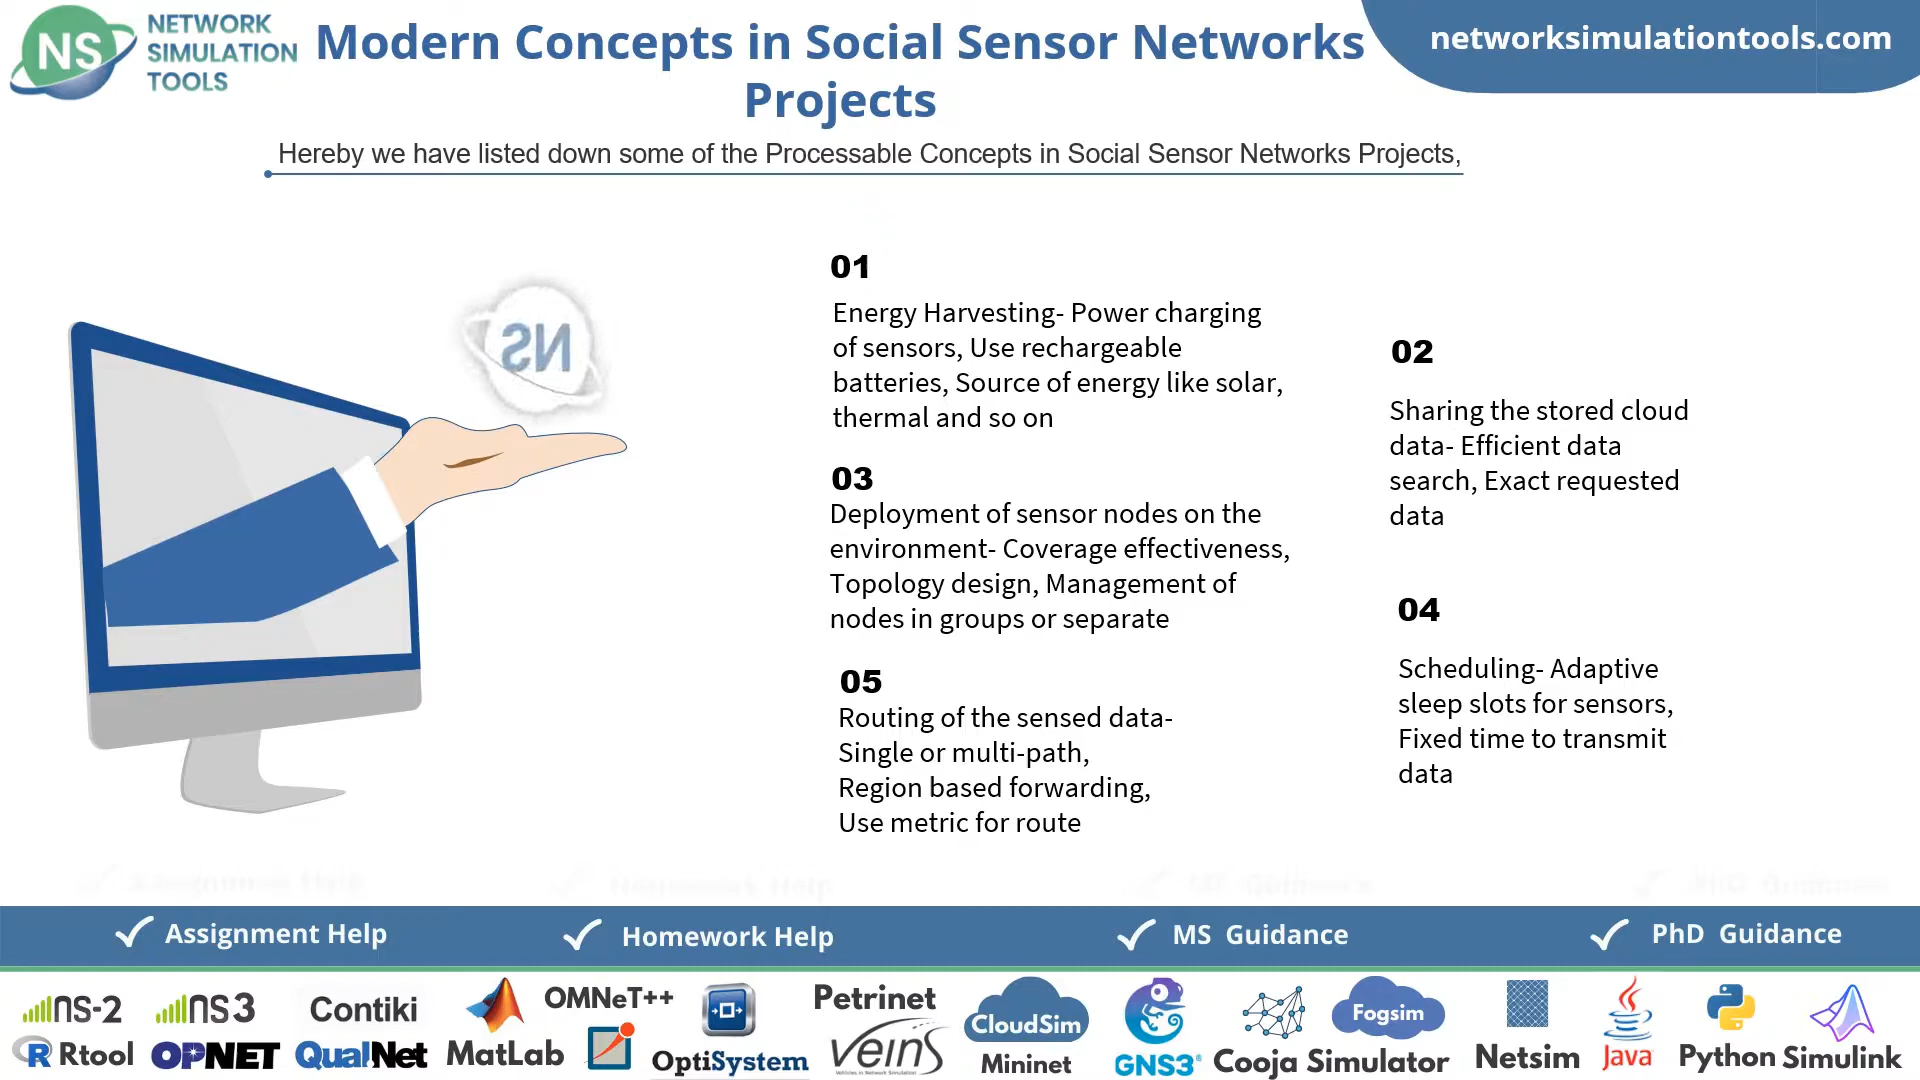 NS
NETWORK
SIMULATION
TOOLS
Modern Concepts in Social Sensor Networks
Projects
networksimulationtools.com
Hereby we have listed down some of the Processable Concepts in Social Sensor Networks Projects,
NS
01
Energy Harvesting- Power charging
of sensors, Use rechargeable
batteries, Source of energy like solar,
thermal and so on
02
Sharing the stored cloud
data- Efficient data
search, Exact requested
data
03
Deployment of sensor nodes on the
environment- Coverage effectiveness,
Topology design, Management of
nodes in groups or separate
04
Scheduling- Adaptive
sleep slots for sensors,
Fixed time to transmit
data
05
Routing of the sensed data-
Single or multi-path,
Region based forwarding,
Use metric for route
Assignment Help
Homework Help
MS Guidance
PhD Guidance
NS-2
NS3
Contiki
OMNeT++
Petrinet
CloudSim
Fogsim
Rtool
OPNET
QualNet
MatLab
OptiSystem
veins
Mininet
GNS3
Cooja Simulator
Netsim
Java
Python
Simulink